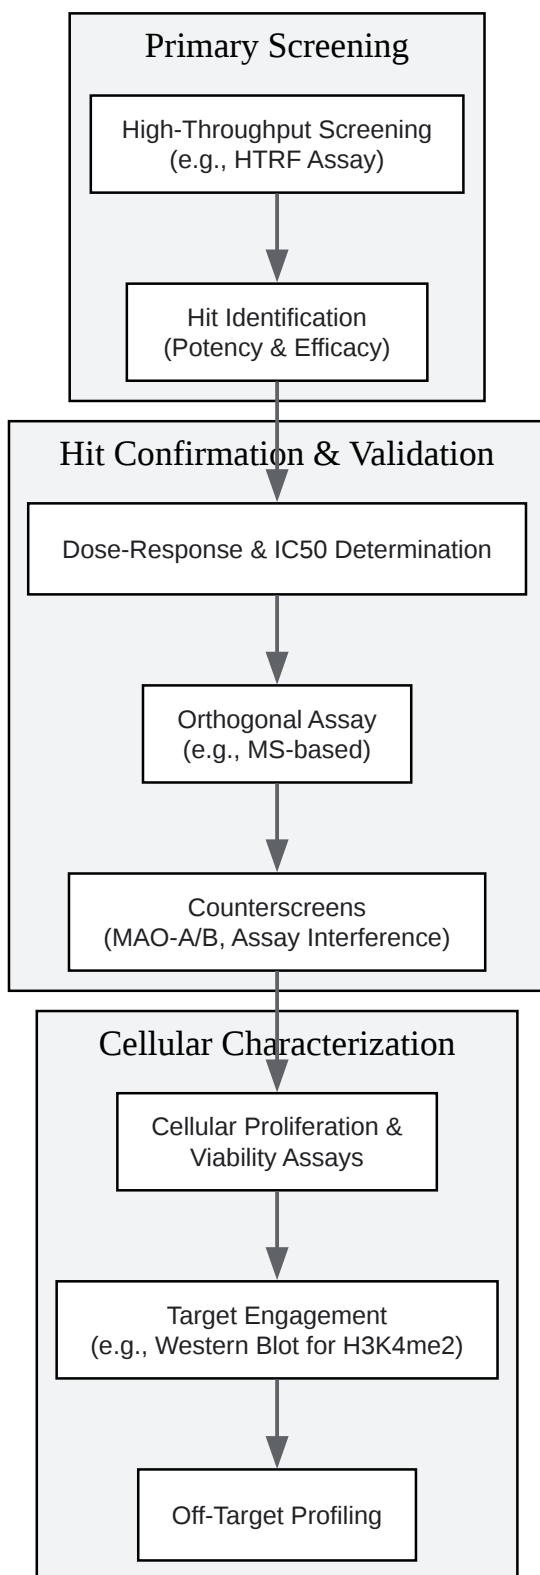 Primary Screening
High-Throughput Screening
(e.g., HTRF Assay)
Hit Identification
(Potency & Efficacy)
Hit Confirmation & Validation
Dose-Response & IC50 Determination
Orthogonal Assay
(e.g., MS-based)
Counterscreens
(MAO-A/B, Assay Interference)
Cellular Characterization
Cellular Proliferation &
Viability Assays
Target Engagement
(e.g., Western Blot for H3K4me2)
Off-Target Profiling